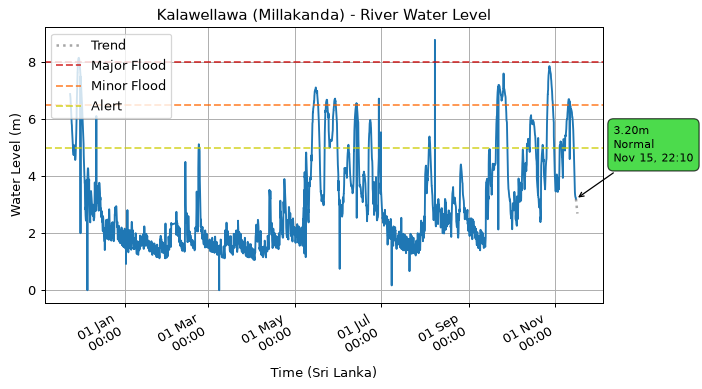 Kalawellawa (Millakanda) - River Water Level
Trend
Major Flood
Minor Flood
Alert
Water Level (m)
8
6
4
2
0
3.20m
Normal
Nov 15, 22:10
01 Jan
00:00
01 Mar
00:00
01 May
00:00
01 Jul
00:00
01 Sep
00:00
01 Nov
00:00
Time (Sri Lanka)